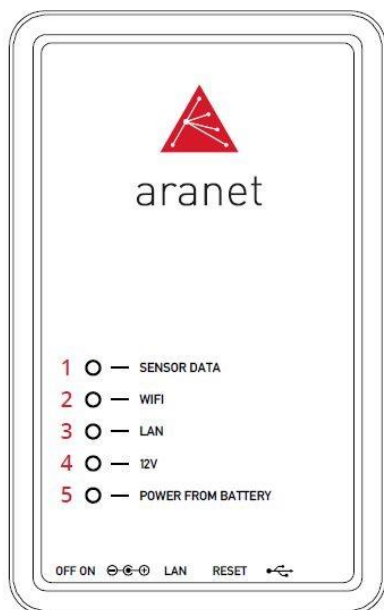 aranet
1 SENSOR DATA
2 WIFI
3 LAN
4 12V
5 POWER FROM BATTERY
OFF ON LAN RESET